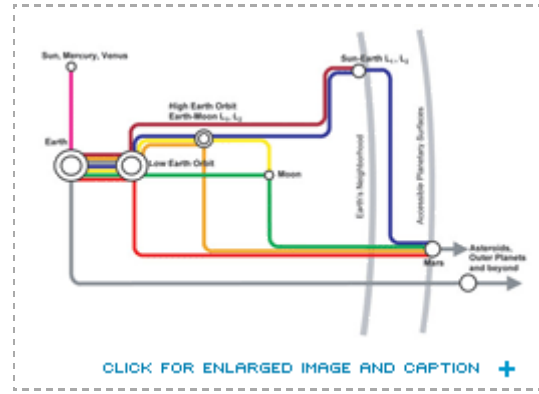 Sun, Mercury, Venus
Sun-Earth L₁, L₂
High Earth Orbit
Earth-Moon L₁, L₂
Earth
Low Earth Orbit
Moon
Earth's Neighborhood
Accessible Planetary Surfaces
Mars
Asteroids,
Outer Planets
and beyond
CLICK FOR ENLARGED IMAGE AND CAPTION +